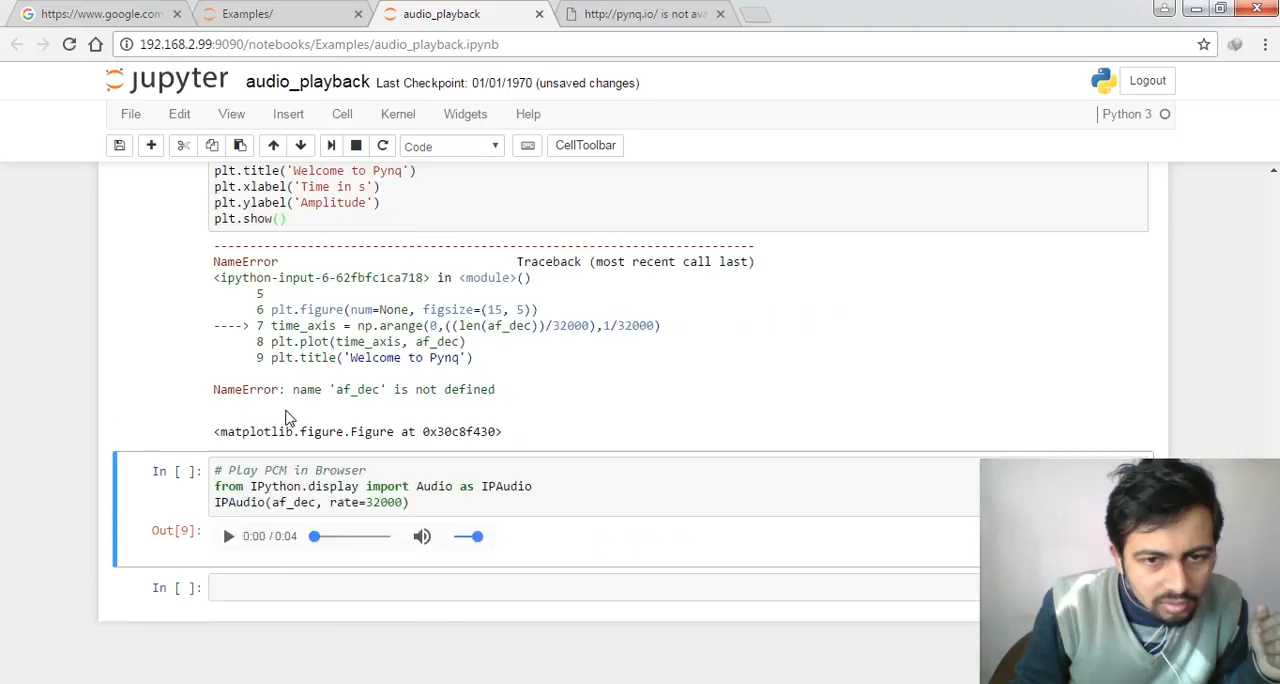 https://www.google.com
Examples/
audio_playback
http://pynq.io/ is not ava
192.168.2.99:9090/notebooks/Examples/audio_playback.ipynb
jupyter audio_playback Last Checkpoint: 01/01/1970 (unsaved changes)
Logout
File Edit View Insert Cell Kernel Widgets Help
Python 3
Code
CellToolbar
plt.title('Welcome to Pynq')
plt.xlabel('Time in s')
plt.ylabel('Amplitude')
plt.show()
---------------------------------------------------------------------------
NameError Traceback (most recent call last)
<ipython-input-6-62fbfc1ca718> in <module>()
5
6 plt.figure(num=None, figsize=(15, 5))
----> 7 time_axis = np.arange(0,((len(af_dec))/32000),1/32000)
8 plt.plot(time_axis, af_dec)
9 plt.title('Welcome to Pynq')
NameError: name 'af_dec' is not defined
<matplotlib.figure.Figure at 0x30c8f430>
In [ ]: # Play PCM in Browser
from IPython.display import Audio as IPAudio
IPAudio(af_dec, rate=32000)
Out[9]: 0:00 / 0:04
In [ ]: